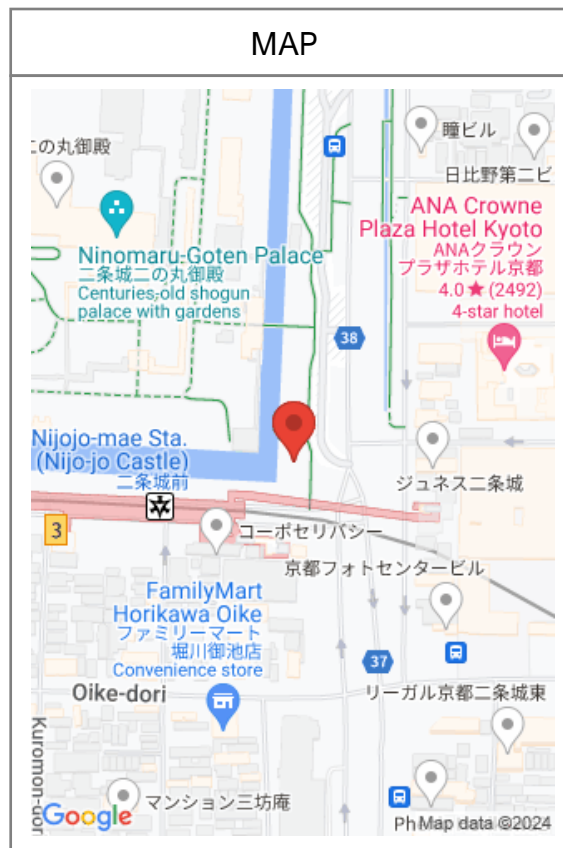 MAP
二の丸御殿
瞳ビル
日比野第二ビ
ANA Crowne
Plaza Hotel Kyoto
ANAクラウン
プラザホテル京都
4.0★(2492)
4-star hotel
Ninomaru-Goten Palace
二条城二の丸御殿
Centuries-old shogun
palace with gardens
38
Nijojo-mae Sta.
(Nijo-jo Castle)
二条城前
ジュネス二条城
3
コーポセリバシー
京都フォトセンタービル
FamilyMart
Horikawa Oike
ファミリーマート
堀川御池店
Convenience store
37
Oike-dori
リーガル京都二条城東
Kuromon-dor
マンション三坊庵
Google
Ph
Map data ©2024